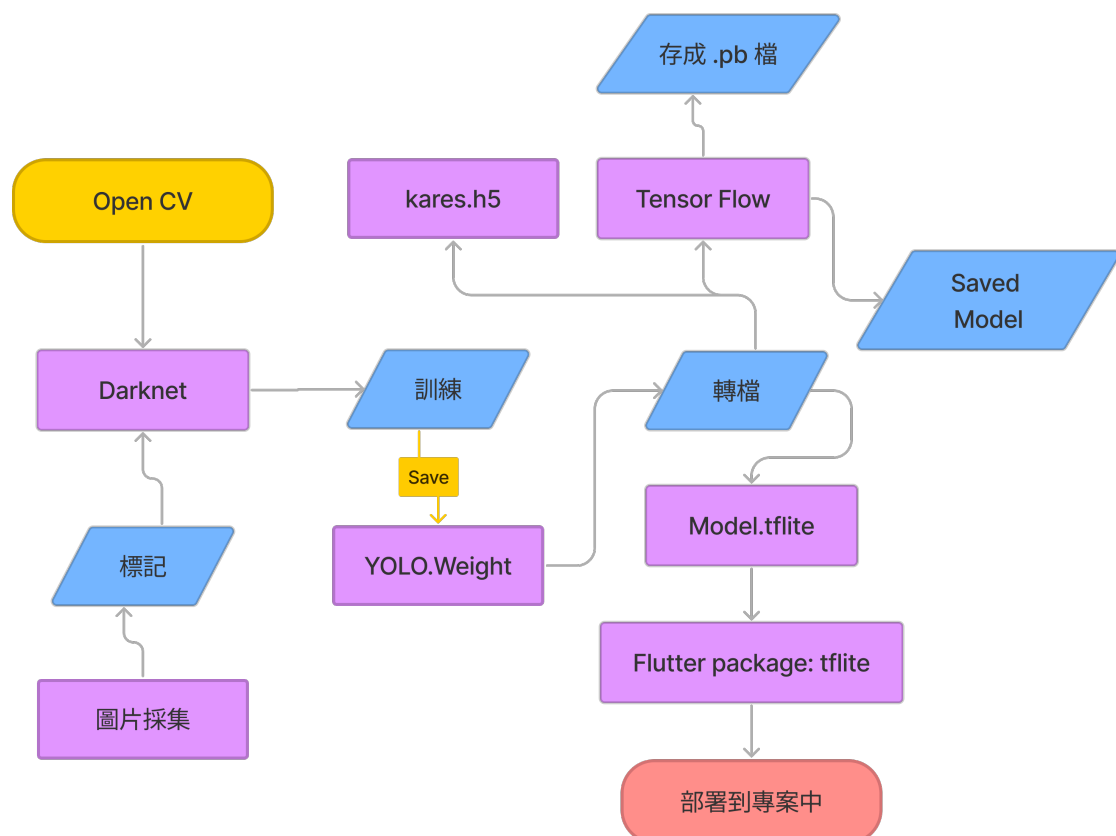 存成 .pb 檔
Open CV
kares.h5
Tensor Flow
Saved
Model
Darknet
訓練
轉檔
Save
Model.tflite
標記
YOLO.Weight
Flutter package: tflite
圖片採集
部署到專案中